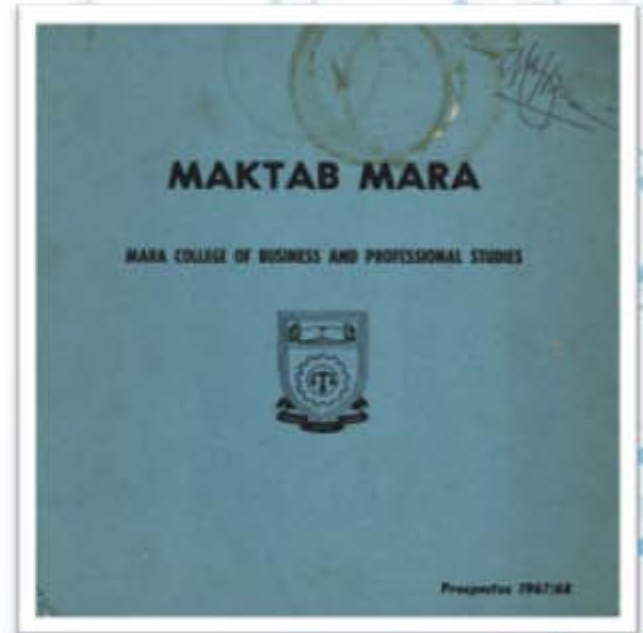 MAKTAB MARA
MARA COLLEGE OF BUSINESS AND PROFESSIONAL STUDIES
Prospectus 1967/68